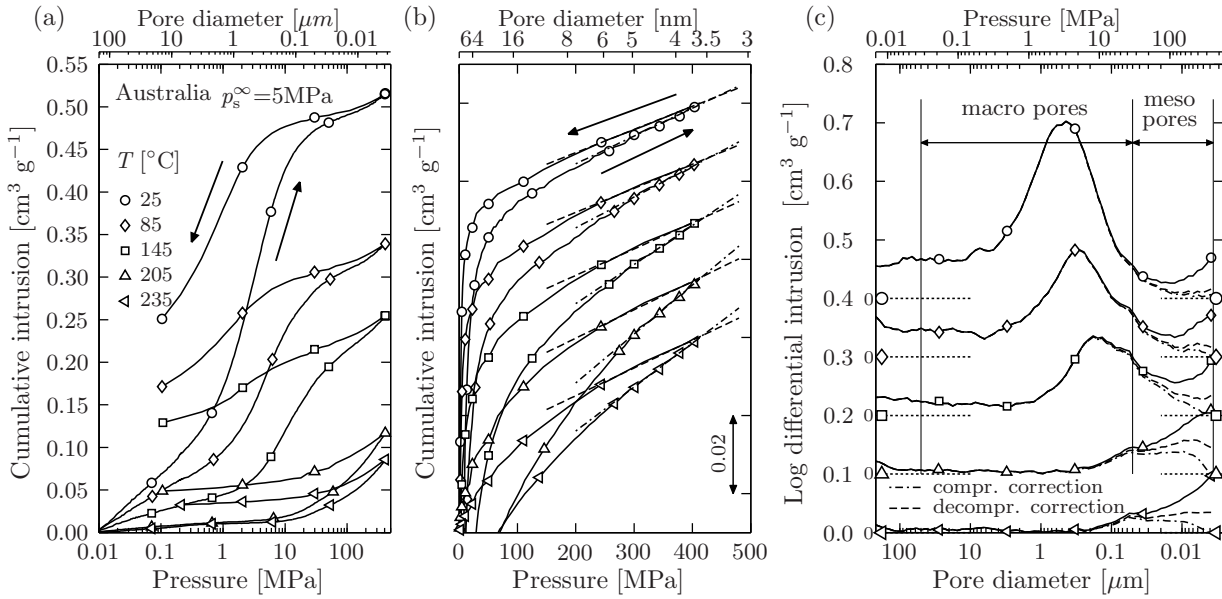 (a)
Pore diameter [μm]
100 10 1 0.1 0.01
Cumulative intrusion [cm³ g⁻¹]
0.55
0.50
0.45
0.40
0.35
0.30
0.25
0.20
0.15
0.10
0.05
0.00
Australia pₛ^∞=5MPa
T [°C]
25
85
145
205
235
0.01 0.1 1 10 100
Pressure [MPa]
(b)
Pore diameter [nm]
64 16 8 6 5 4 3.5 3
Cumulative intrusion [cm³ g⁻¹]
0.02
0 100 200 300 400 500
Pressure [MPa]
(c)
Pressure [MPa]
0.01 0.1 1 10 100
Log differential intrusion [cm³ g⁻¹]
0.8
0.7
0.6
0.5
0.4 0
0.3 0
0.2 0
0.1 0
0.0 0
macro pores
meso
pores
compr. correction
decompr. correction
100 10 1 0.1 0.01
Pore diameter [μm]